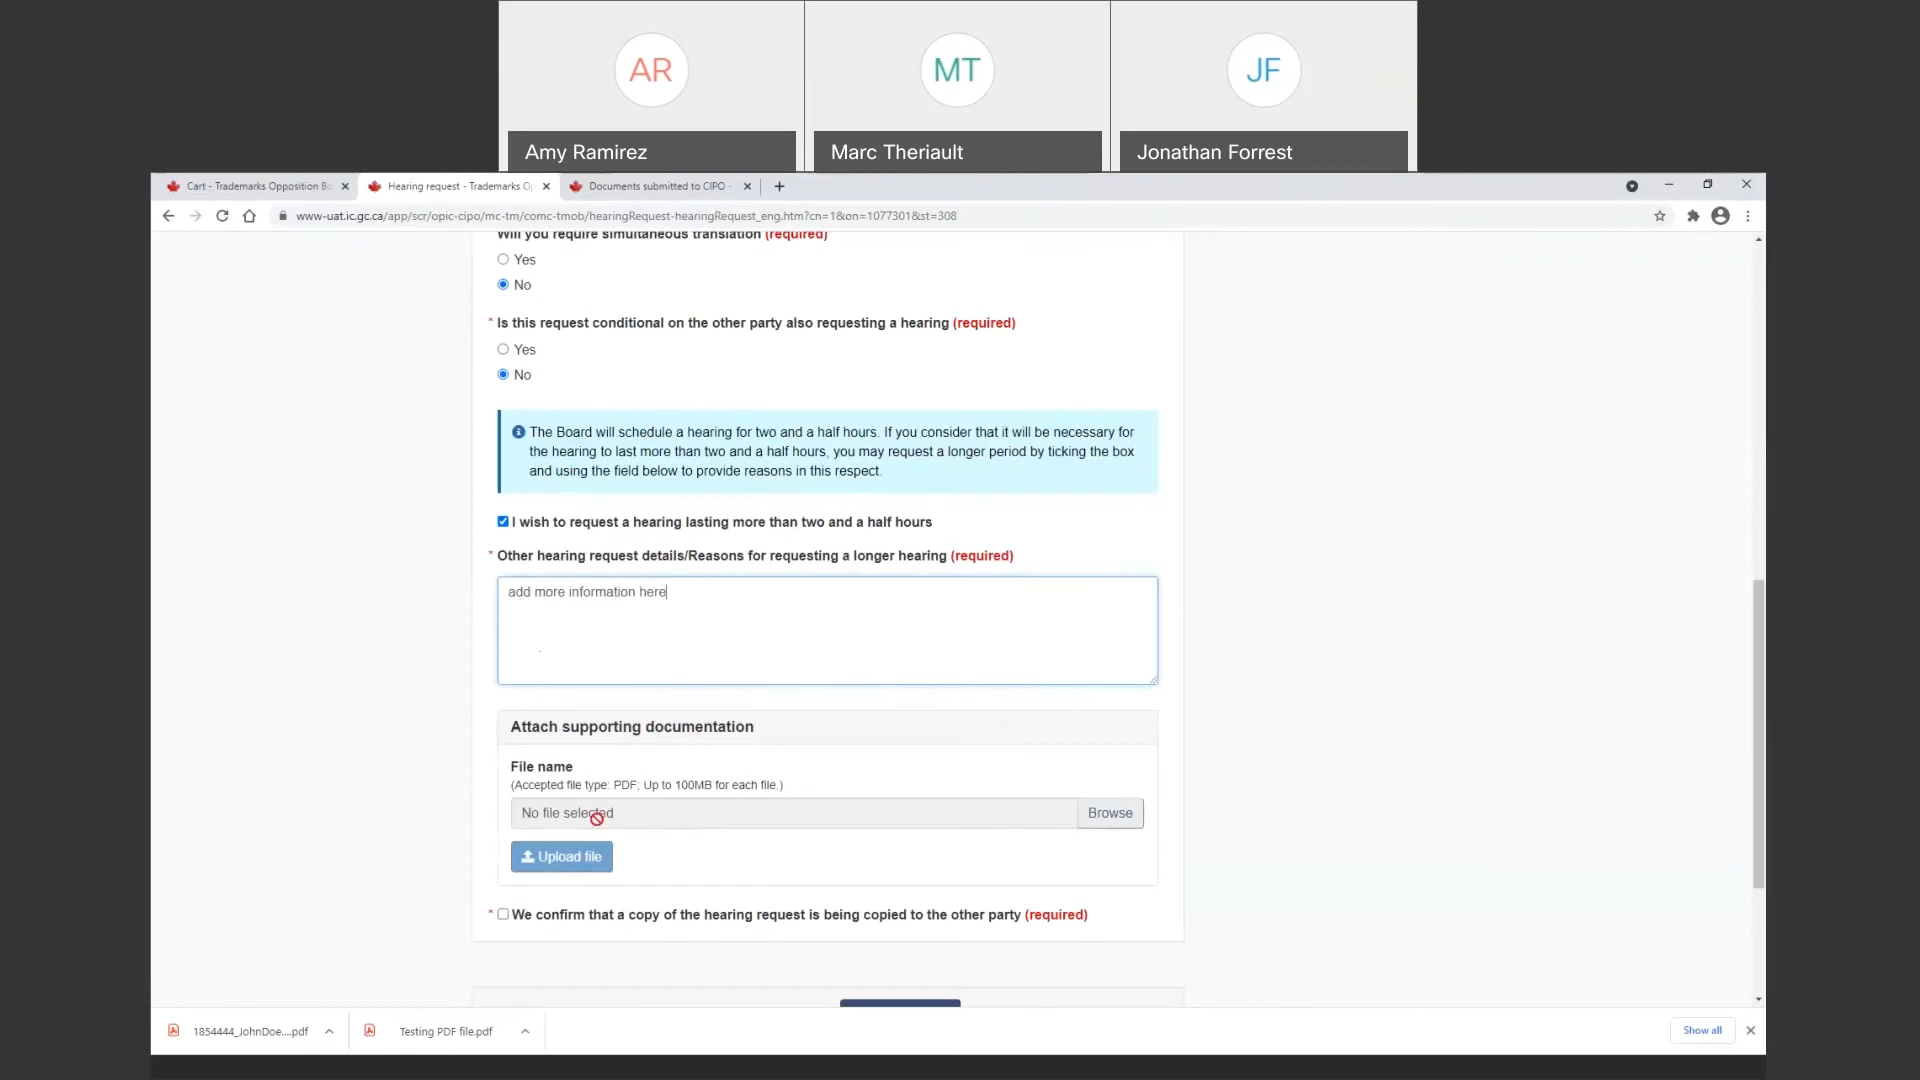 AR
MT
JF
Amy Ramirez
Marc Theriault
Jonathan Forrest
Cart - Trademarks Opposition Bo
Hearing request - Trademarks O
Documents submitted to CIPO -
www-uat.ic.gc.ca/app/scr/opic-cipo/mc-tm/comc-tmob/hearingRequest-hearingRequest_eng.htm?cn=1&on=1077301&st=308
Will you require simultaneous translation (required)
Yes
No
* Is this request conditional on the other party also requesting a hearing (required)
Yes
No
The Board will schedule a hearing for two and a half hours. If you consider that it will be necessary for
the hearing to last more than two and a half hours, you may request a longer period by ticking the box
and using the field below to provide reasons in this respect.
I wish to request a hearing lasting more than two and a half hours
* Other hearing request details/Reasons for requesting a longer hearing (required)
add more information here
Attach supporting documentation
File name
(Accepted file type: PDF; Up to 100MB for each file.)
No file selected
Browse
Upload file
* We confirm that a copy of the hearing request is being copied to the other party (required)
1854444_JohnDoe....pdf
Testing PDF file.pdf
Show all